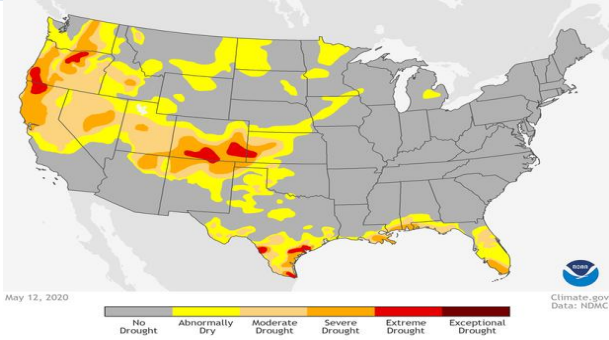 NOAA
May 12, 2020
Climate.gov
Data: NDMC
No Drought
Abnormally Dry
Moderate Drought
Severe Drought
Extreme Drought
Exceptional Drought